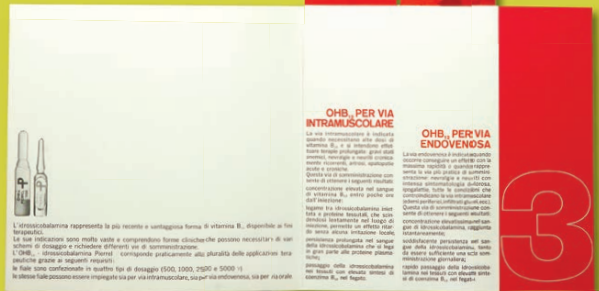 L'idrossicobalamina rappresenta la più recente e vantaggiosa forma di vitamina B₁₂ disponibile ai fini
terapeutici.
Le sue indicazioni sono molto vaste e comprendono forme cliniche che possono necessitare di vari
schemi di dosaggio e richiedere differenti vie di somministrazione.
L'OHB₁₂ - idrossicobalamina Pierrel - corrisponde praticamente alla pluralità delle applicazioni tera-
peutiche grazie ai seguenti requisiti:
le fiale sono confezionate in quattro tipi di dosaggio (500, 1000, 2500 e 5000 γ)
le stesse fiale possono essere impiegate sia per via intramuscolare, sia per via endovenosa, sia per via orale
OHB₁₂ PER VIA
INTRAMUSCOLARE
La via intramuscolare è indicata
quando necessitano alte dosi di
vitamina B₁₂ o si intendono effet-
tuare terapie prolungate: gravi stati
anemici, nevralgie e neuriti cronica-
mente ricorrenti, artrosi, epatopatie
acute e croniche.
Questa via di somministrazione con-
sente di ottenere i seguenti risultati:
concentrazione elevata nel sangue
di vitamina B₁₂ entro poche ore
dall'iniezione;
legame tra idrossicobalamina iniet-
tata e proteine tessutali, che scin-
dendosi lentamente nel luogo di
iniezione, permette un effetto ritar-
do senza alcuna irritazione locale;
persistenza prolungata nel sangue
della idrossicobalamina che si lega
in gran parte alle proteine plasma-
tiche;
passaggio della idrossicobalamina
nei tessuti con elevata sintesi di
coenzima B₁₂ nel fegato.
OHB₁₂ PER VIA
ENDOVENOSA
La via endovenosa è indicata quando
occorre conseguire un effetto con la
massima rapidità o quando rappre-
senta la via più pratica di sommini-
strazione: nevralgie e neuriti con
intensa sintomatologia dolorosa,
spogliatite, tutte le condizioni che
controindicano la via intramuscolare
(edemi periferici, infiltrati glutei, ecc.).
Questa via di somministrazione con-
sente di ottenere i seguenti risultati:
concentrazione elevatissima nel san-
gue di idrossicobalamina, raggiunta
istantaneamente;
soddisfacente persistenza nel san-
gue della idrossicobalamina, tanto
da essere sufficiente una sola som-
ministrazione giornaliera;
rapido passaggio della idrossicobala-
mina nei tessuti con elevata sintesi
di coenzima B₁₂ nel fegato.
3